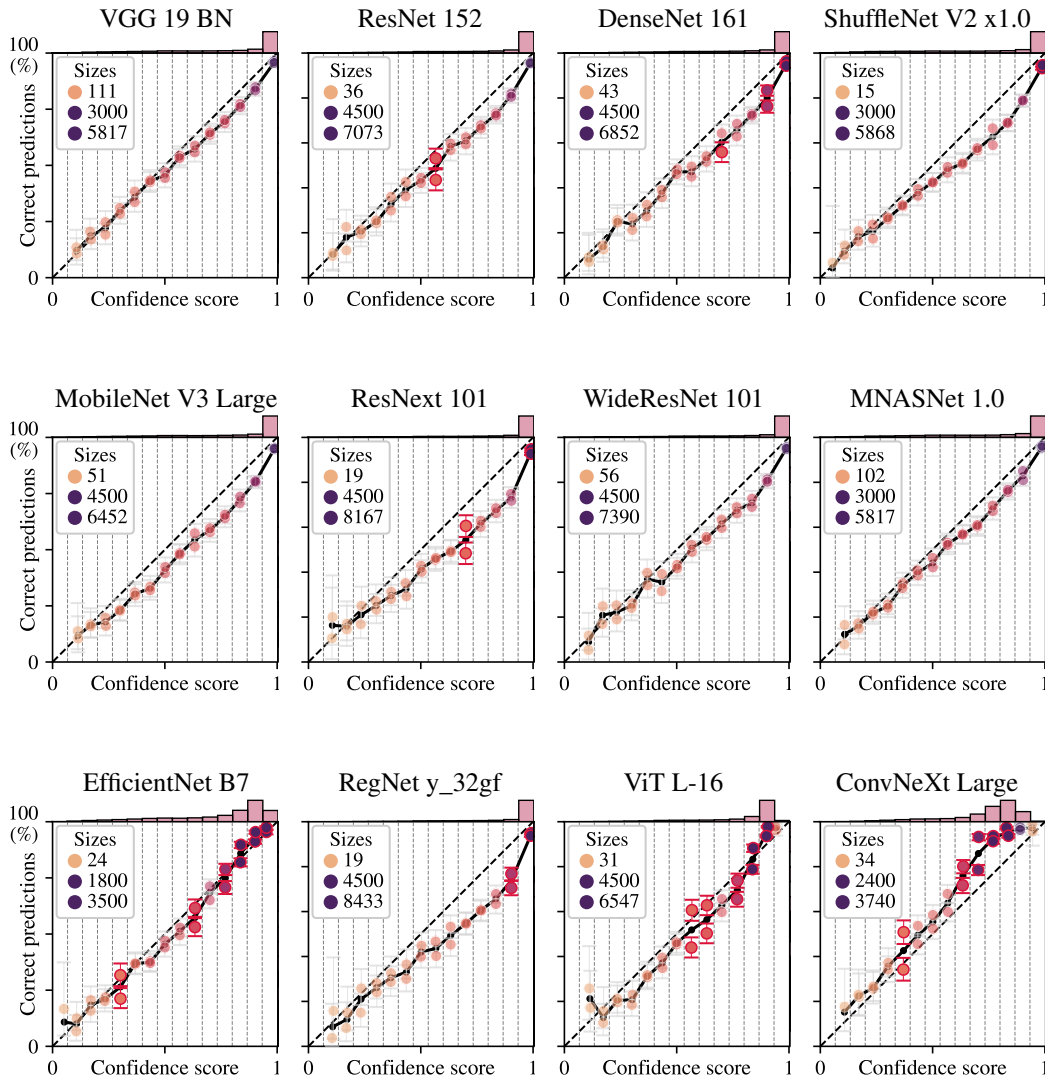 VGG 19 BN
ResNet 152
DenseNet 161
ShuffleNet V2 x1.0
100
(%)
Correct predictions
0
Sizes
111
3000
5817
0
Confidence score
1
Sizes
36
4500
7073
0
Confidence score
1
Sizes
43
4500
6852
0
Confidence score
1
Sizes
15
3000
5868
0
Confidence score
1
MobileNet V3 Large
ResNext 101
WideResNet 101
MNASNet 1.0
100
(%)
Correct predictions
0
Sizes
51
4500
6452
0
Confidence score
1
Sizes
19
4500
8167
0
Confidence score
1
Sizes
56
4500
7390
0
Confidence score
1
Sizes
102
3000
5817
0
Confidence score
1
EfficientNet B7
RegNet y_32gf
ViT L-16
ConvNeXt Large
100
(%)
Correct predictions
0
Sizes
24
1800
3500
0
Confidence score
1
Sizes
19
4500
8433
0
Confidence score
1
Sizes
31
4500
6547
0
Confidence score
1
Sizes
34
2400
3740
0
Confidence score
1